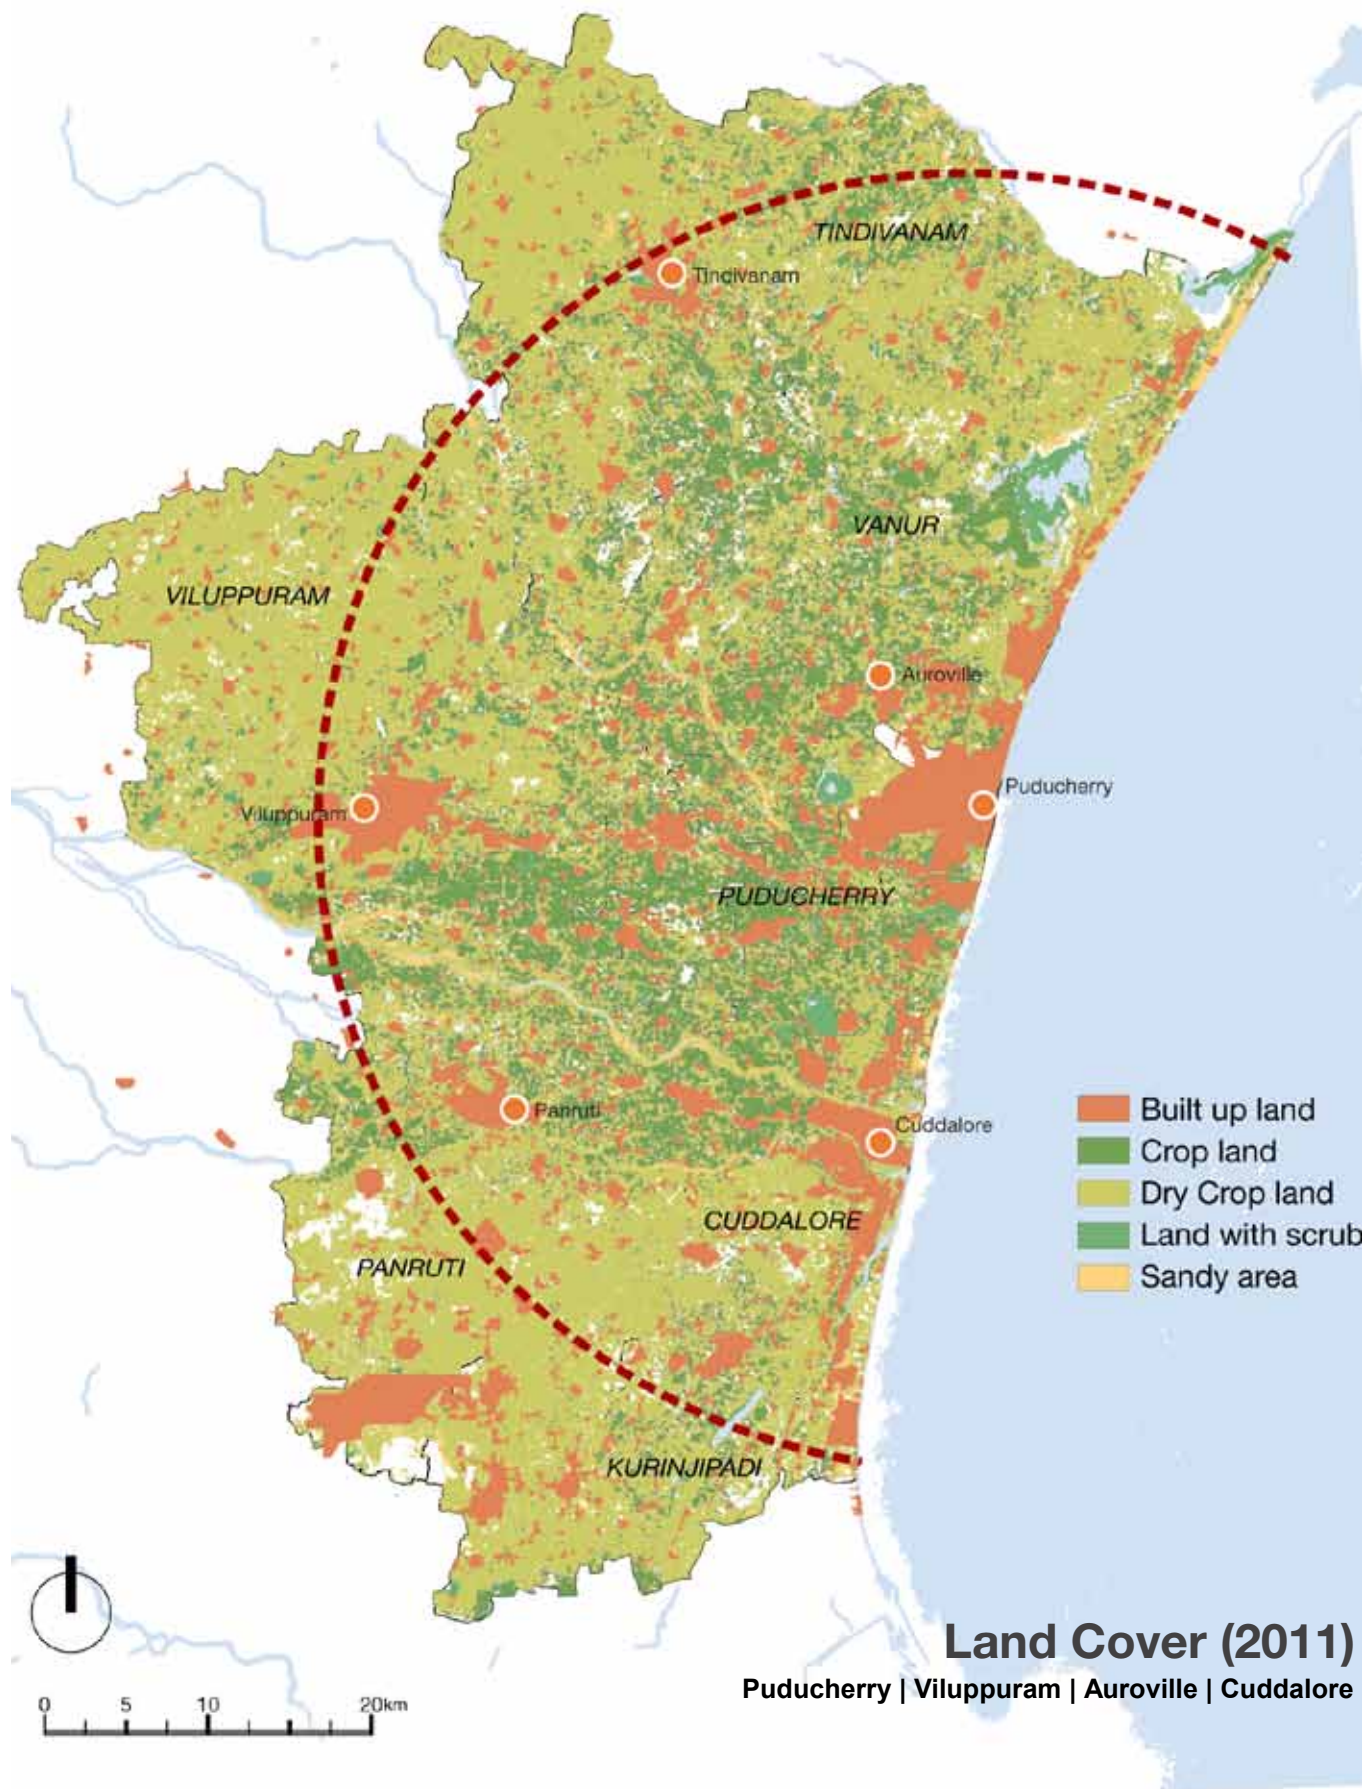 TINDIVANAM
Tindivanam
VANUR
VILUPPURAM
Auroville
Puducherry
Viluppuram
PUDUCHERRY
Panruti
Cuddalore
Built up land
Crop land
Dry Crop land
Land with scrub
Sandy area
CUDDALORE
PANRUTI
KURINJIPADI
Land Cover (2011)
Puducherry | Viluppuram | Auroville | Cuddalore
0 5 10 20km